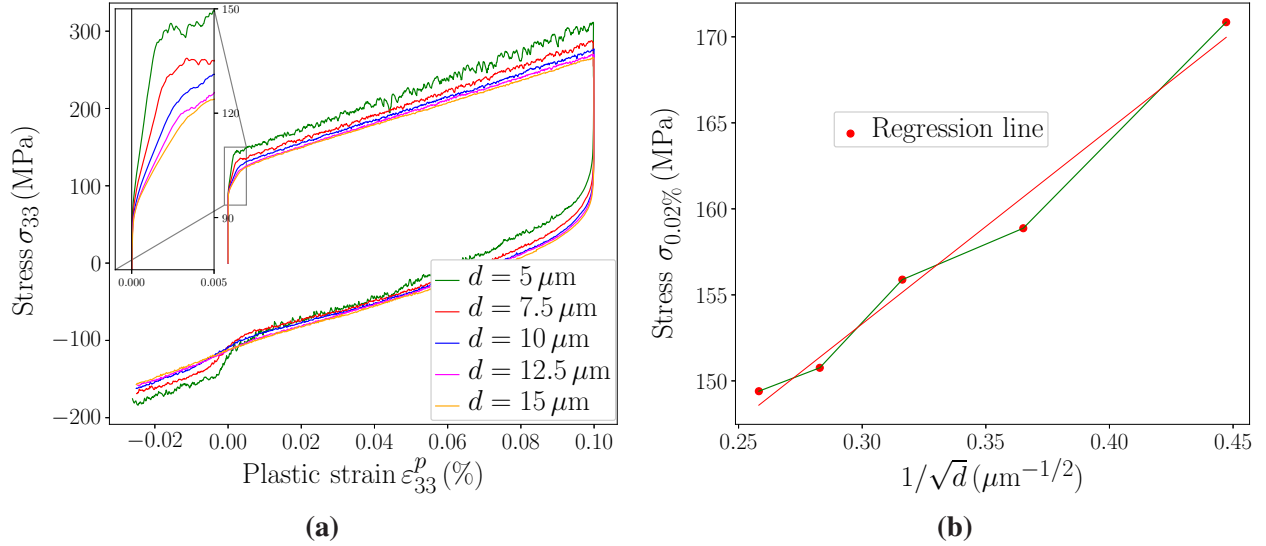 150
120
90
0.000 0.005
300
200
100
0
−100
−200
Stress σ33 (MPa)
d = 5 μm
d = 7.5 μm
d = 10 μm
d = 12.5 μm
d = 15 μm
−0.02 0.00 0.02 0.04 0.06 0.08 0.10
Plastic strain ε^p_33 (%)
(a)
170
165
160
155
150
Stress σ0.02% (MPa)
Regression line
0.25 0.30 0.35 0.40 0.45
1/√d (μm^−1/2)
(b)